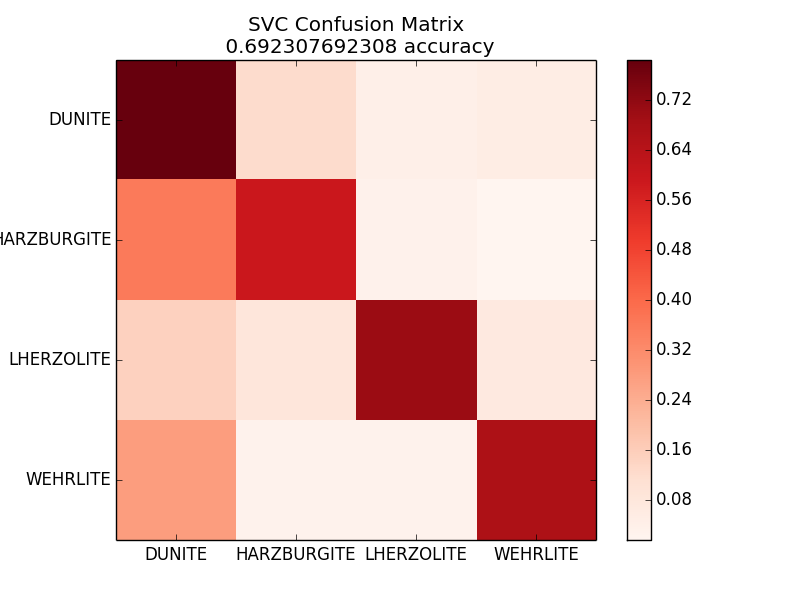 SVC Confusion Matrix
0.692307692308 accuracy
DUNITE
HARZBURGITE
LHERZOLITE
WEHRLITE
DUNITE HARZBURGITE LHERZOLITE WEHRLITE
0.72
0.64
0.56
0.48
0.40
0.32
0.24
0.16
0.08